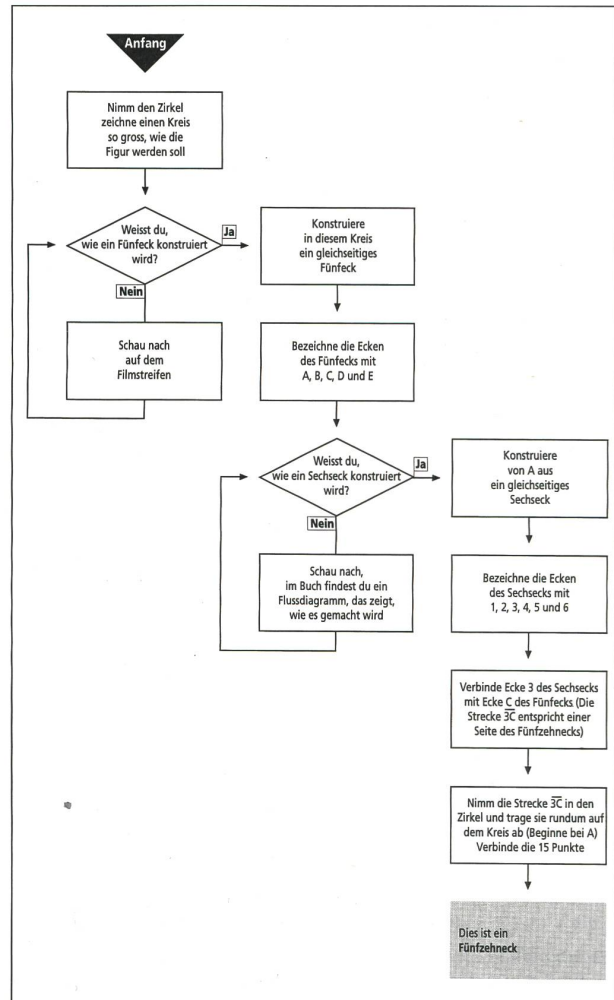 Anfang
Nimm den Zirkel
zeichne einen Kreis
so gross, wie die
Figur werden soll
Weisst du,
wie ein Fünfeck konstruiert
wird?
Ja
Nein
Schau nach
auf dem
Filmstreifen
Konstruiere
in diesem Kreis
ein gleichseitiges
Fünfeck
Bezeichne die Ecken
des Fünfecks mit
A, B, C, D und E
Weisst du,
wie ein Sechseck konstruiert
wird?
Ja
Nein
Schau nach,
im Buch findest du ein
Flussdiagramm, das zeigt,
wie es gemacht wird
Konstruiere
von A aus
ein gleichseitiges
Sechseck
Bezeichne die Ecken
des Sechsecks mit
1, 2, 3, 4, 5 und 6
Verbinde Ecke 3 des Sechsecks
mit Ecke C des Fünfecks (Die
Strecke 3̅C̅ entspricht einer
Seite des Fünfzehnecks)
Nimm die Strecke 3̅C̅ in den
Zirkel und trage sie rundum auf
dem Kreis ab (Beginne bei A)
Verbinde die 15 Punkte
Dies ist ein
Fünfzehneck